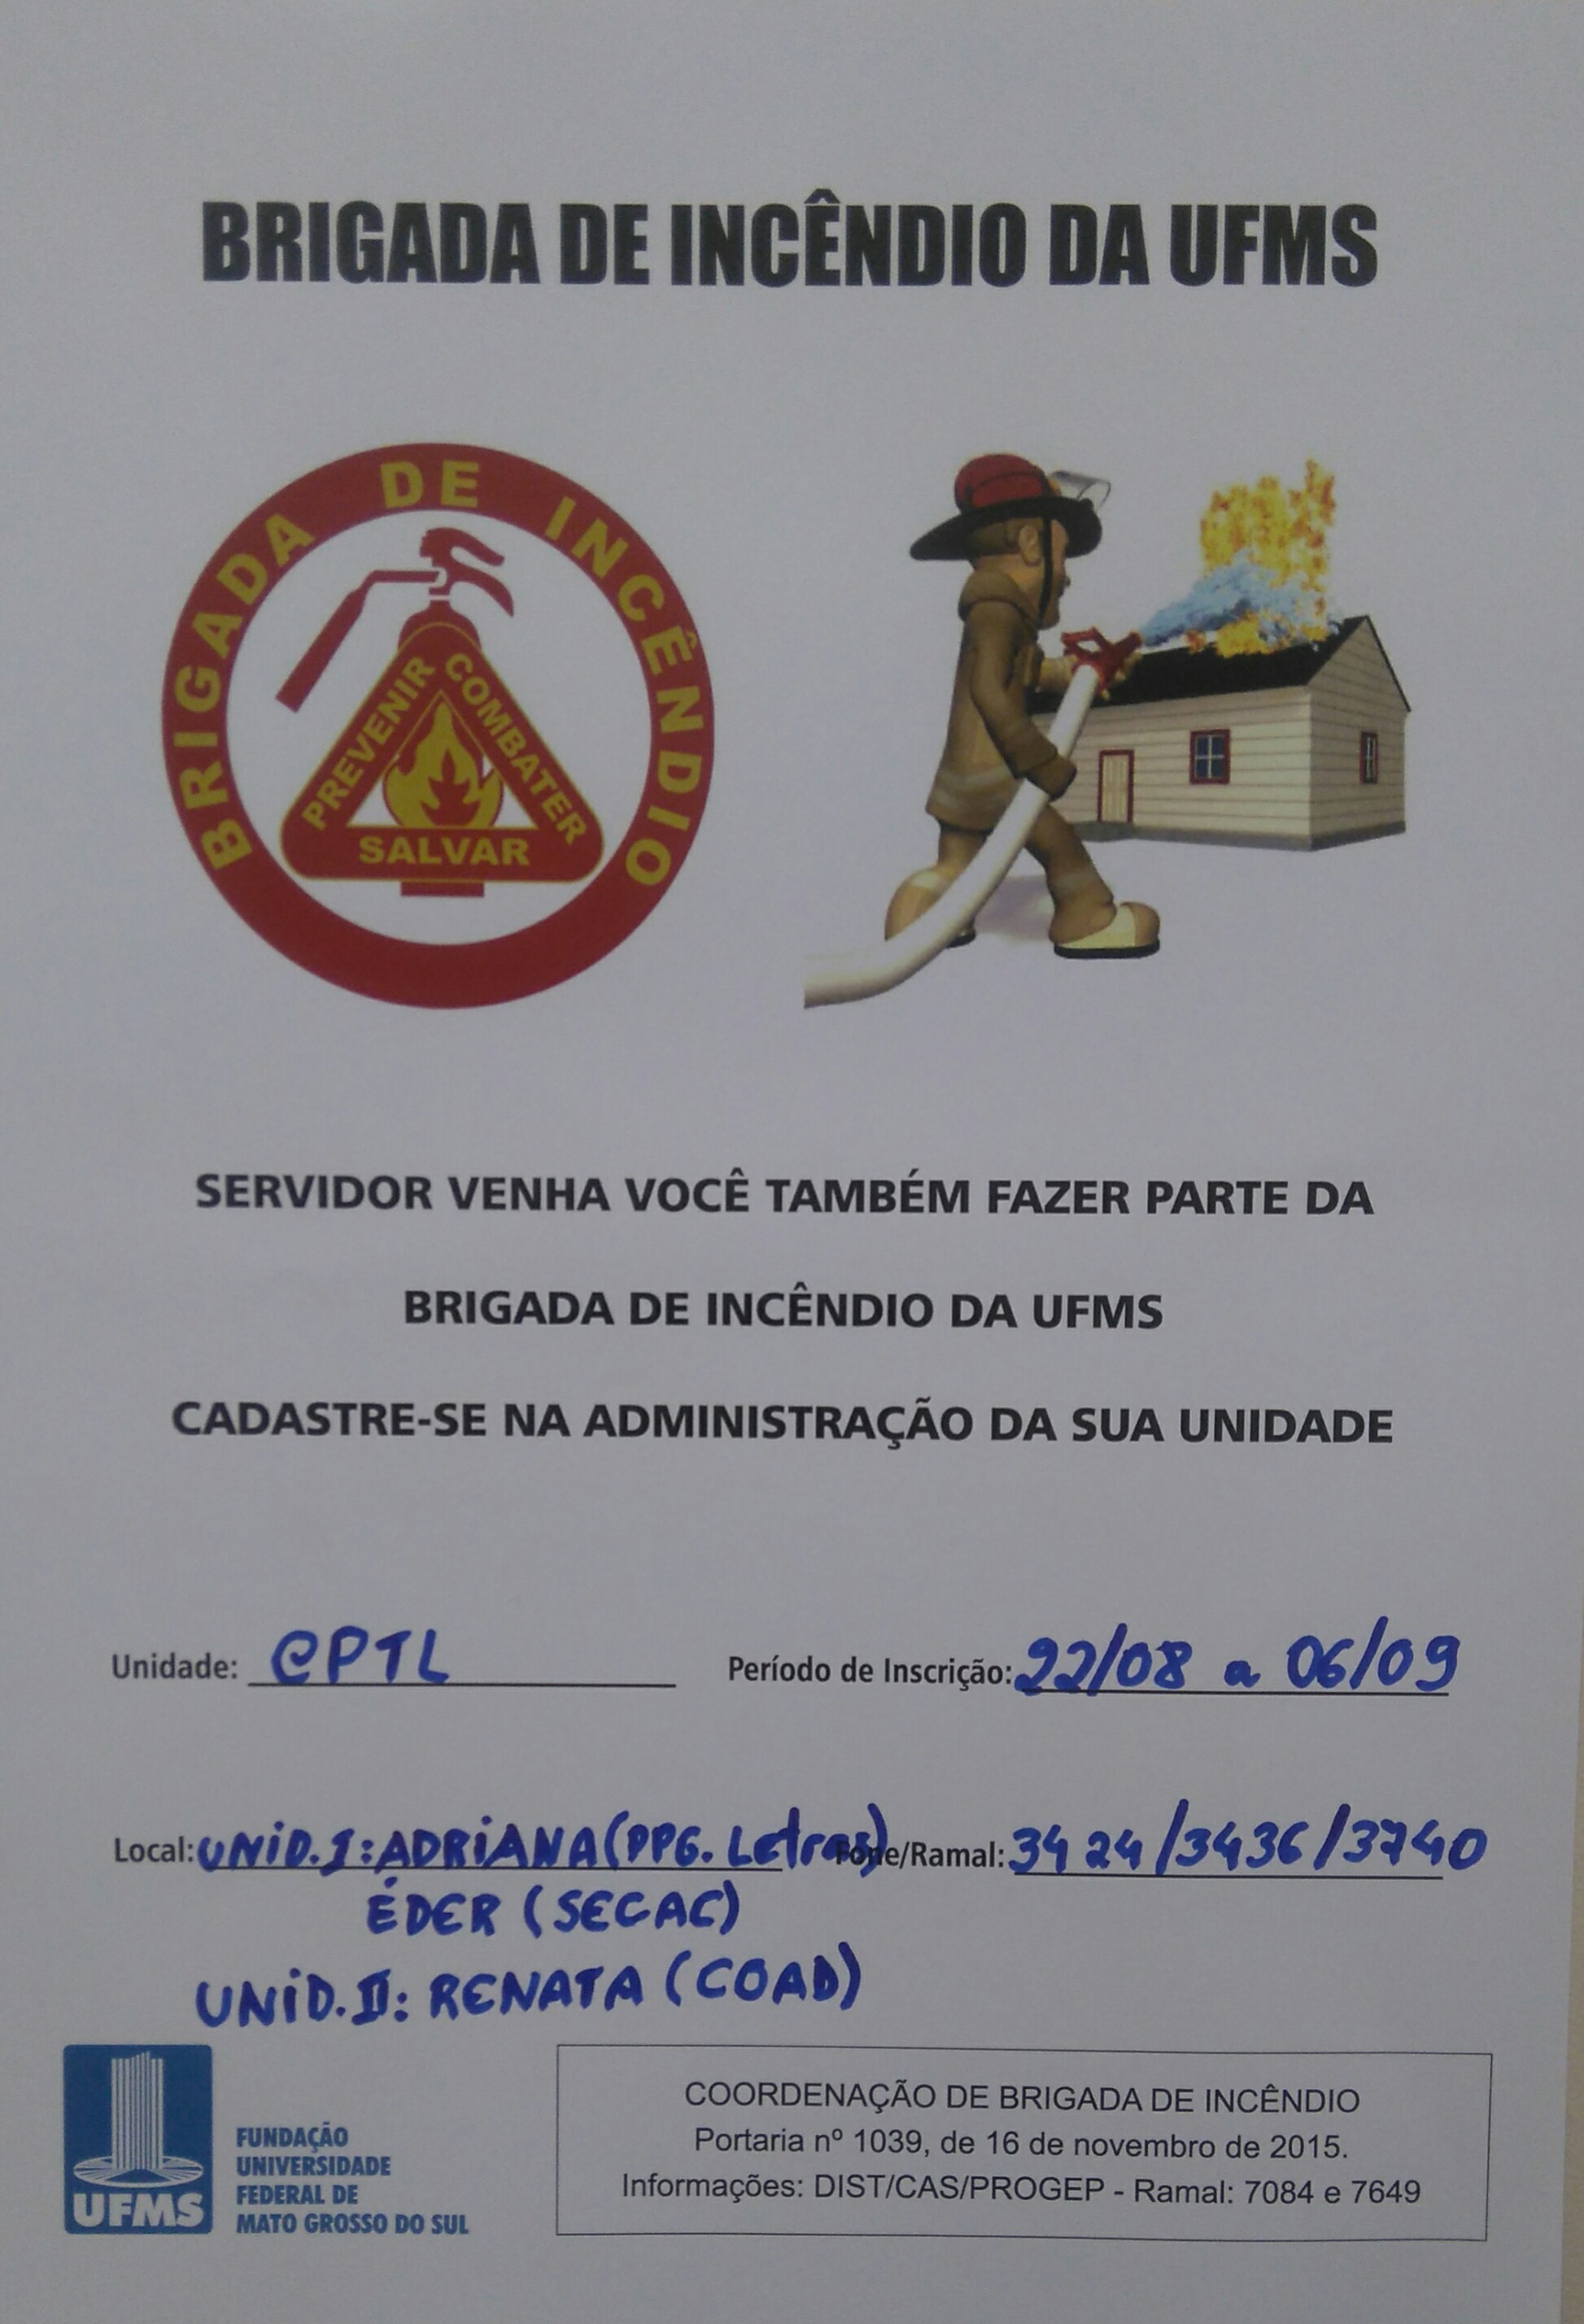 BRIGADA DE INCÊNDIO DA UFMS
BRIGADA DE INCÊNDIO
PREVENIR COMBATER
SALVAR
SERVIDOR VENHA VOCÊ TAMBÉM FAZER PARTE DA
BRIGADA DE INCÊNDIO DA UFMS
CADASTRE-SE NA ADMINISTRAÇÃO DA SUA UNIDADE
Unidade: CPTL Período de Inscrição: 22/08 a 06/09
Local: UNID.I: ADRIANA (PPG. Letras) Fone/Ramal: 3424/3436/3740
ÉDER (SECAC)
UNID.II: RENATA (COAD)
UFMS
FUNDAÇÃO
UNIVERSIDADE
FEDERAL DE
MATO GROSSO DO SUL
COORDENAÇÃO DE BRIGADA DE INCÊNDIO
Portaria nº 1039, de 16 de novembro de 2015.
Informações: DIST/CAS/PROGEP - Ramal: 7084 e 7649